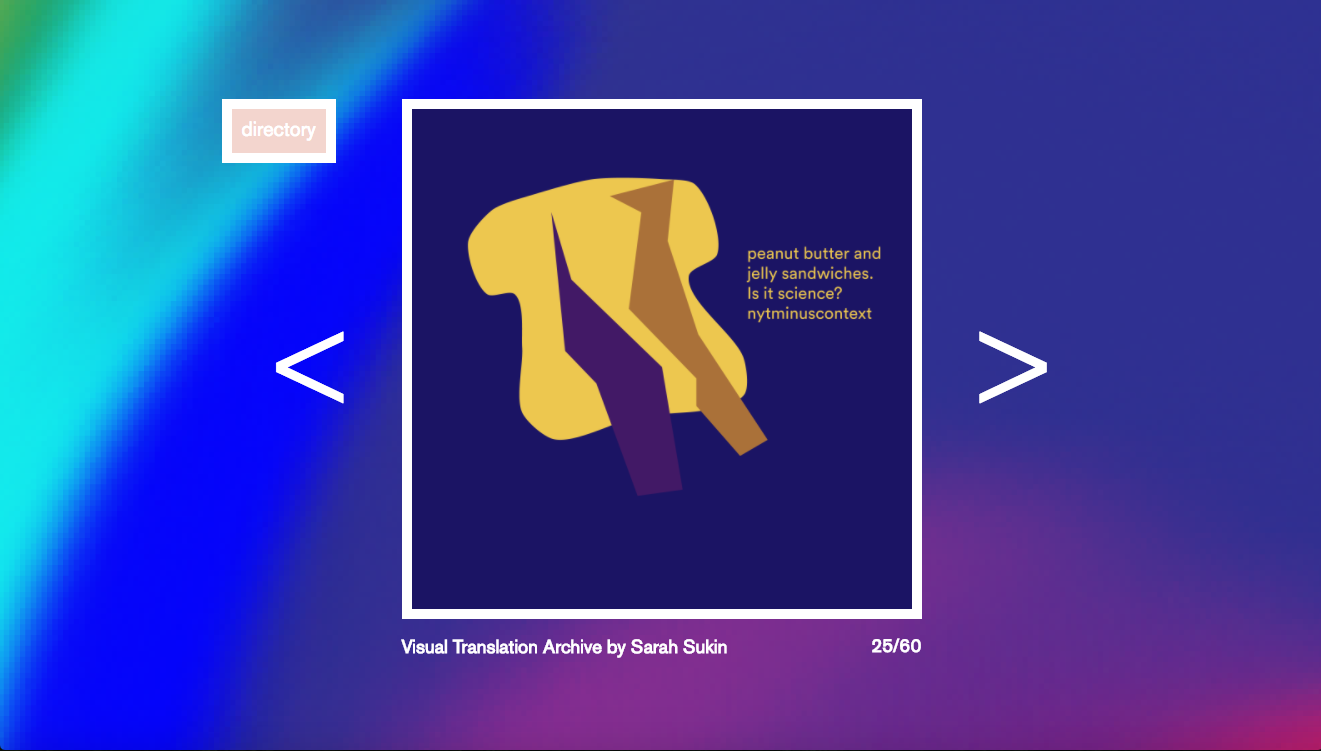 directory
peanut butter and
jelly sandwiches.
Is it science?
nytminuscontext
<
>
Visual Translation Archive by Sarah Sukin
25/60